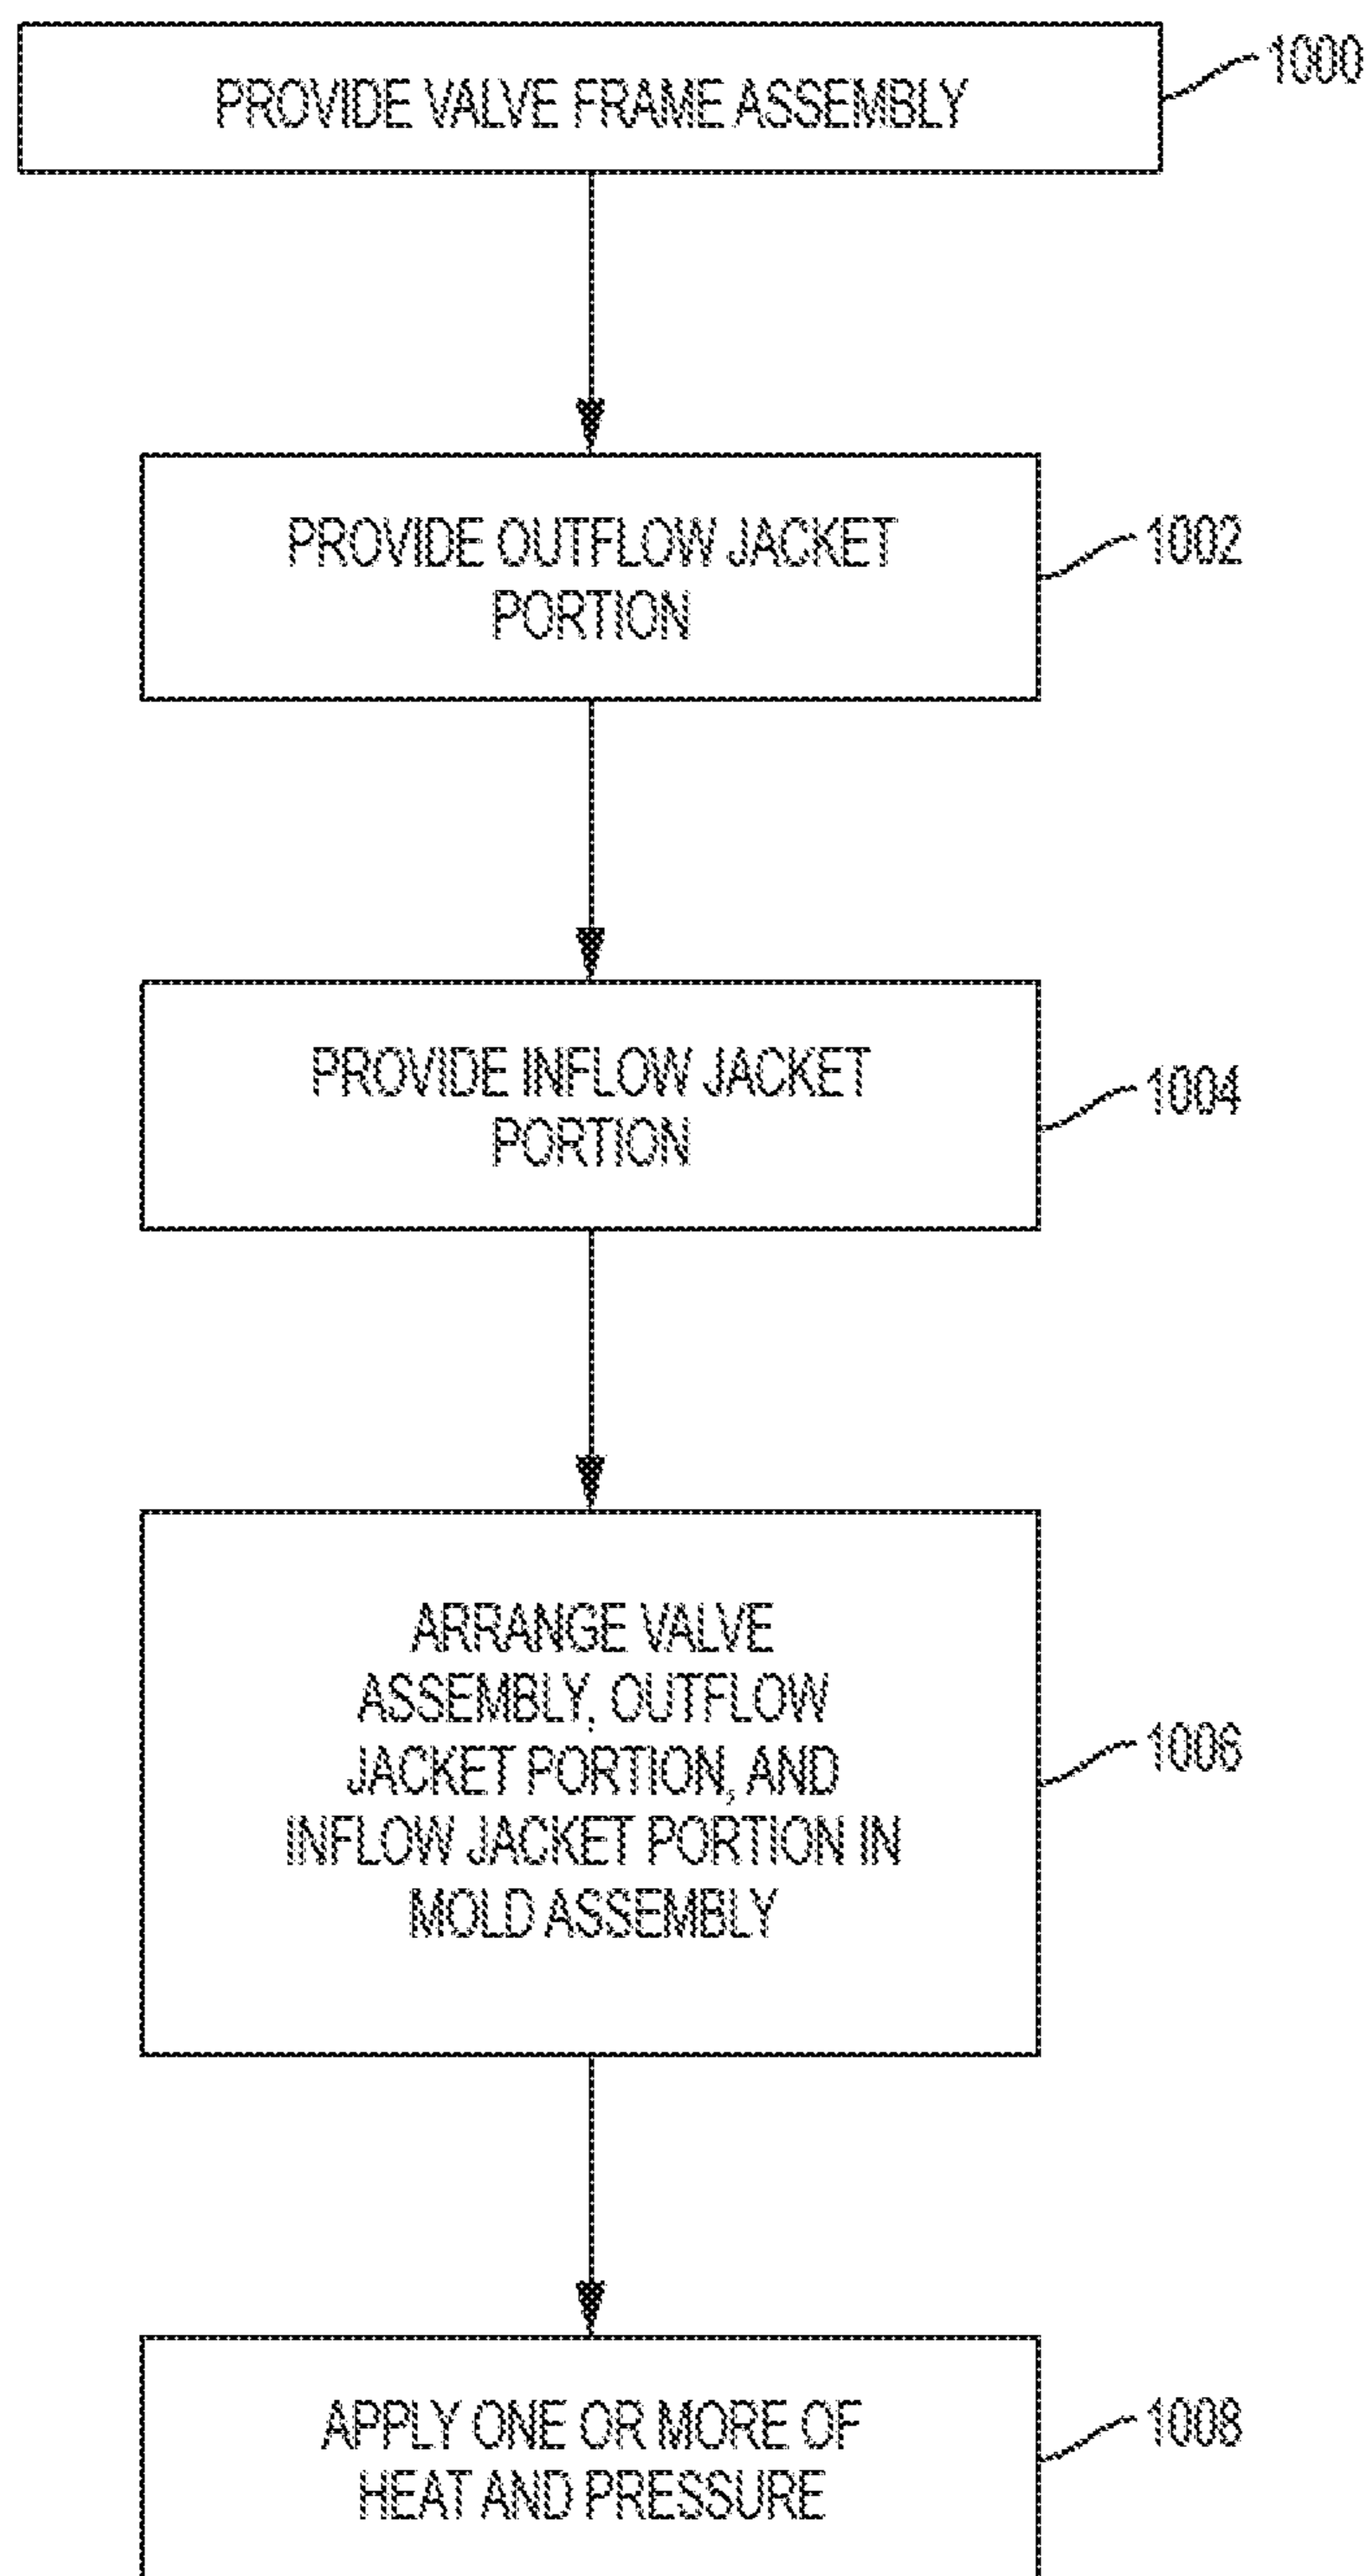 PROVIDE VALVE FRAME ASSEMBLY
1000
PROVIDE OUTFLOW JACKET
PORTION
1002
PROVIDE INFLOW JACKET
PORTION
1004
ARRANGE VALVE
ASSEMBLY, OUTFLOW
JACKET PORTION, AND
INFLOW JACKET PORTION IN
MOLD ASSEMBLY
1006
APPLY ONE OR MORE OF
HEAT AND PRESSURE
1008